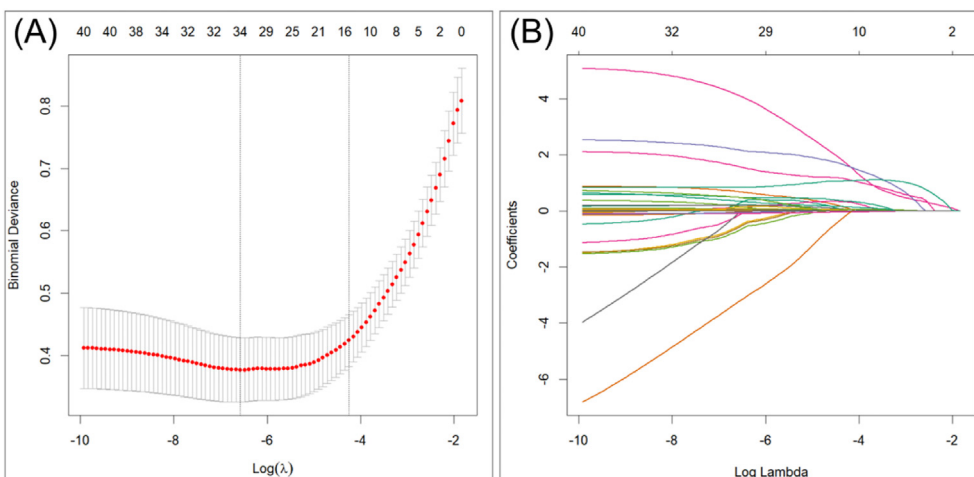 (A)
40 40 38 34 32 32 34 29 25 21 16 10 8 5 2 0
Binomial Deviance
0.8
0.7
0.6
0.5
0.4
-10 -8 -6 -4 -2
Log(λ)
(B)
40 32 29 10 2
Coefficients
4
2
0
-2
-4
-6
-10 -8 -6 -4 -2
Log Lambda